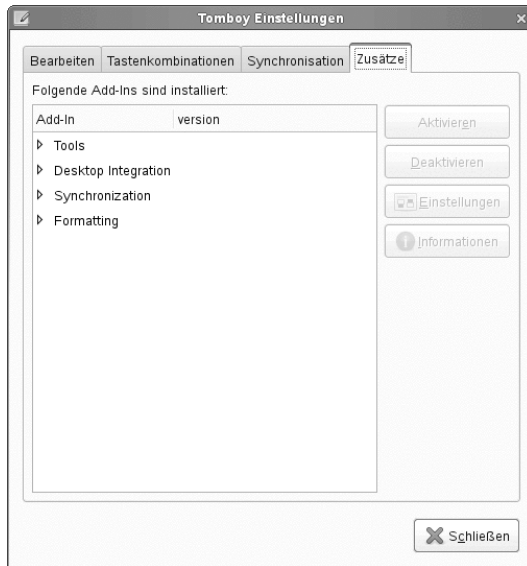 Tomboy Einstellungen
Bearbeiten Tastenkombinationen Synchronisation Zusätze
Folgende Add-Ins sind installiert:
Add-In version
Tools
Desktop Integration
Synchronization
Formatting
Aktivieren
Deaktivieren
Einstellungen
Informationen
Schließen